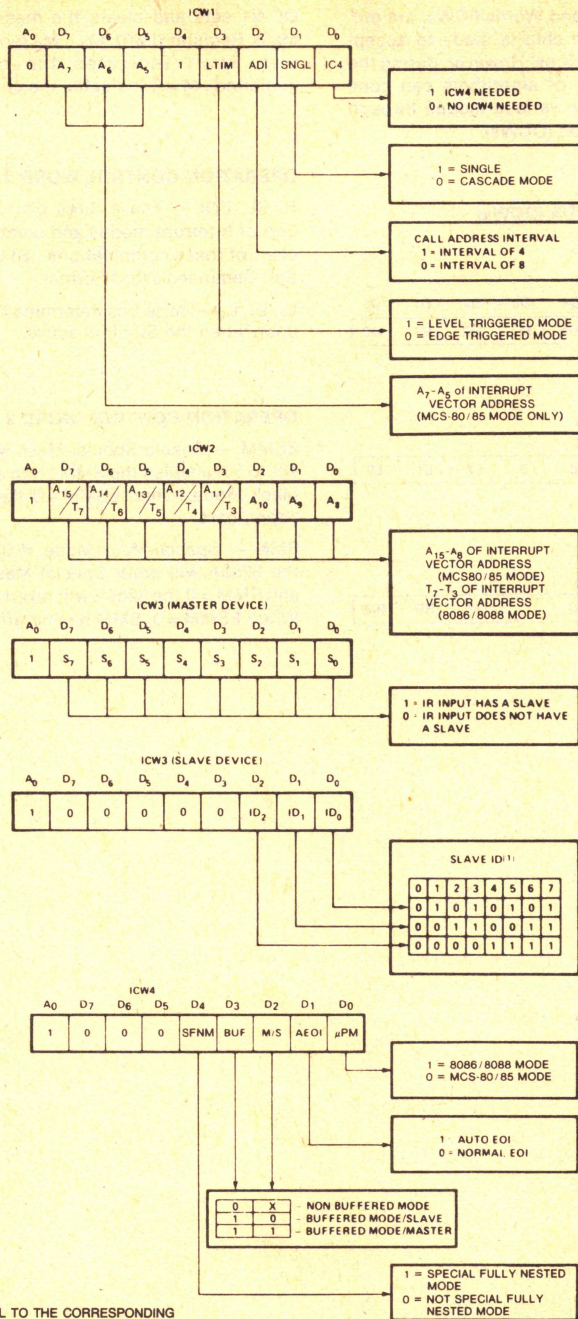 ICW1
A0 D7 D6 D5 D4 D3 D2 D1 D0
0 A7 A6 A5 1 LTIM ADI SNGL IC4
1 ICW4 NEEDED
0 = NO ICW4 NEEDED
1 = SINGLE
0 = CASCADE MODE
CALL ADDRESS INTERVAL
1 = INTERVAL OF 4
0 = INTERVAL OF 8
1 = LEVEL TRIGGERED MODE
0 = EDGE TRIGGERED MODE
A7-A5 of INTERRUPT
VECTOR ADDRESS
(MCS-80/85 MODE ONLY)
ICW2
A0 D7 D6 D5 D4 D3 D2 D1 D0
1 A15/T7 A14/T6 A13/T5 A12/T4 A11/T3 A10 A9 A8
A15-A8 OF INTERRUPT
VECTOR ADDRESS
(MCS80/85 MODE)
T7-T3 OF INTERRUPT
VECTOR ADDRESS
(8086/8088 MODE)
ICW3 (MASTER DEVICE)
A0 D7 D6 D5 D4 D3 D2 D1 D0
1 S7 S6 S5 S4 S3 S2 S1 S0
1 = IR INPUT HAS A SLAVE
0 IR INPUT DOES NOT HAVE
A SLAVE
ICW3 (SLAVE DEVICE)
A0 D7 D6 D5 D4 D3 D2 D1 D0
1 0 0 0 0 0 ID2 ID1 ID0
SLAVE ID(1)
0 1 2 3 4 5 6 7
0 1 0 1 0 1 0 1
0 0 1 1 0 0 1 1
0 0 0 0 1 1 1 1
ICW4
A0 D7 D6 D5 D4 D3 D2 D1 D0
1 0 0 0 SFNM BUF M/S AEOI μPM
1 = 8086/8088 MODE
0 = MCS-80/85 MODE
1 AUTO EOI
0 = NORMAL EOI
0 X - NON BUFFERED MODE
1 0 - BUFFERED MODE/SLAVE
1 1 - BUFFERED MODE/MASTER
1 = SPECIAL FULLY NESTED
MODE
0 = NOT SPECIAL FULLY
NESTED MODE
L TO THE CORRESPONDING